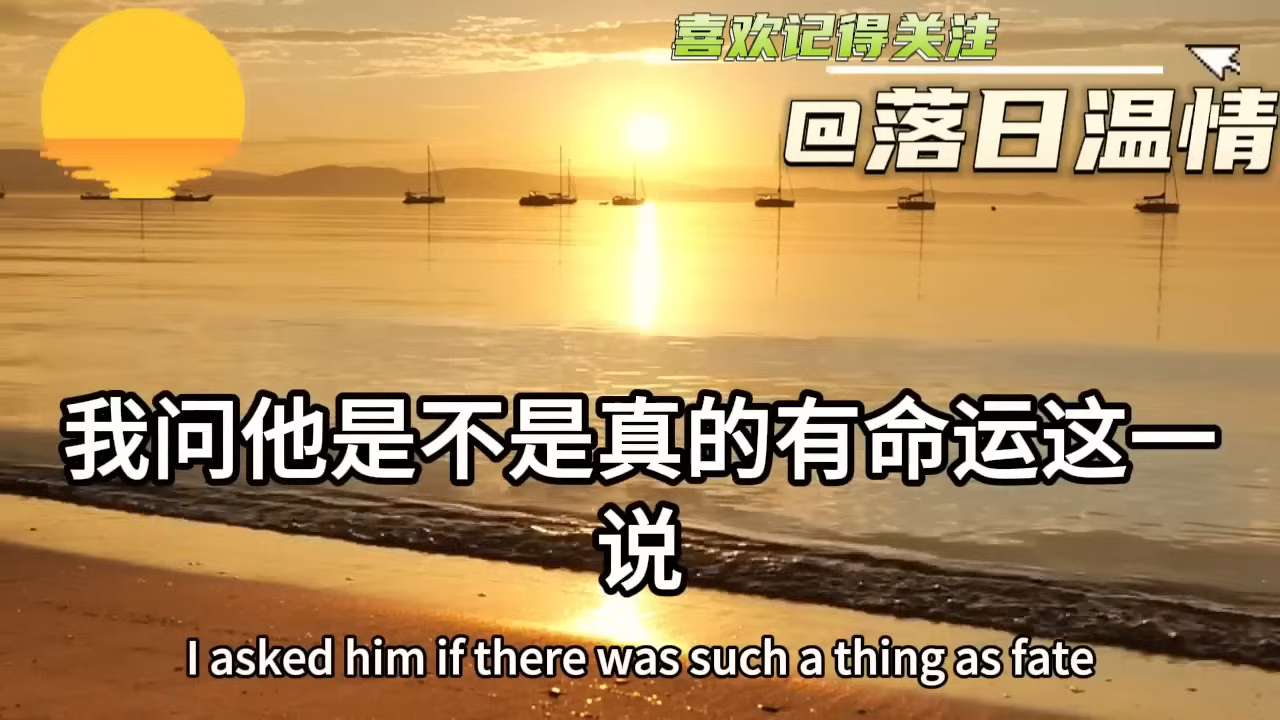 喜欢记得关注
@落日温情
我问他是不是真的有命运这一
说
I asked him if there was such a thing as fate